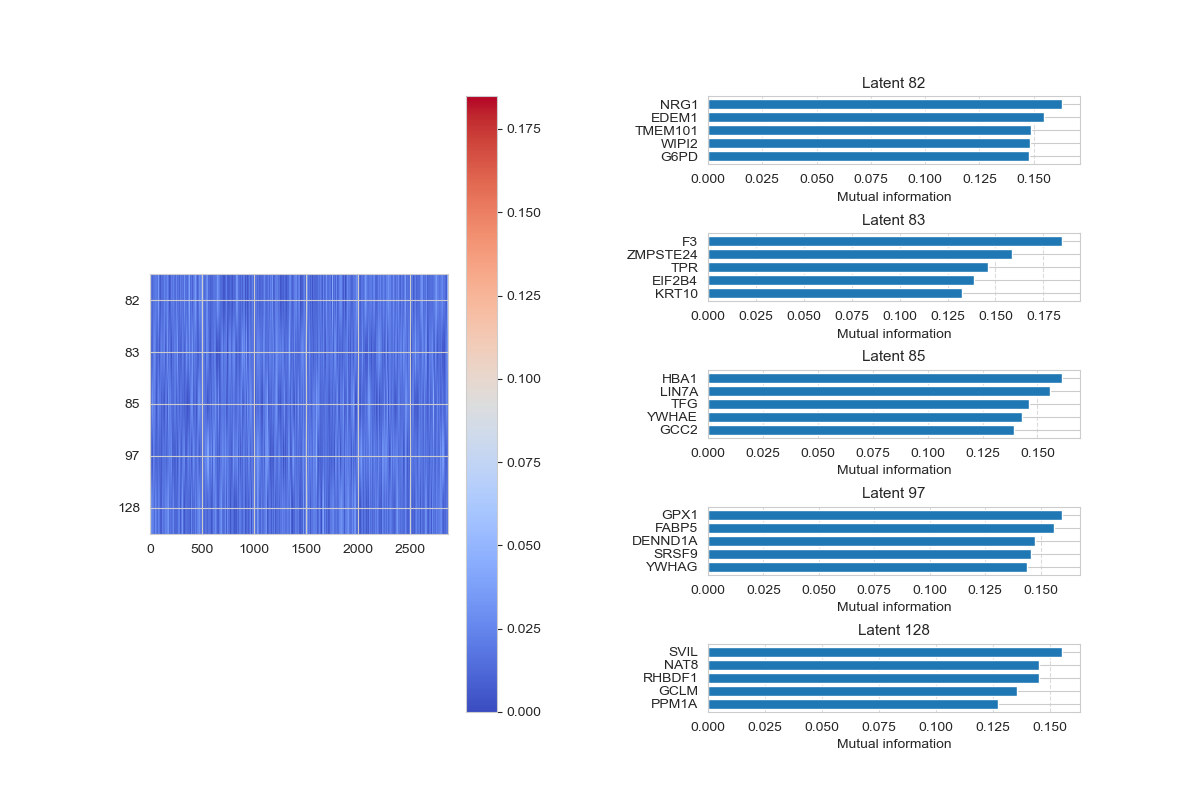 82
83
85
97
128
0 500 1000 1500 2000 2500
0.175
0.150
0.125
0.100
0.075
0.050
0.025
0.000
Latent 82
NRG1
EDEM1
TMEM101
WIPI2
G6PD
0.000 0.025 0.050 0.075 0.100 0.125 0.150
Mutual information
Latent 83
F3
ZMPSTE24
TPR
EIF2B4
KRT10
0.000 0.025 0.050 0.075 0.100 0.125 0.150 0.175
Mutual information
Latent 85
HBA1
LIN7A
TFG
YWHAE
GCC2
0.000 0.025 0.050 0.075 0.100 0.125 0.150
Mutual information
Latent 97
GPX1
FABP5
DENND1A
SRSF9
YWHAG
0.000 0.025 0.050 0.075 0.100 0.125 0.150
Mutual information
Latent 128
SVIL
NAT8
RHBDF1
GCLM
PPM1A
0.000 0.025 0.050 0.075 0.100 0.125 0.150
Mutual information